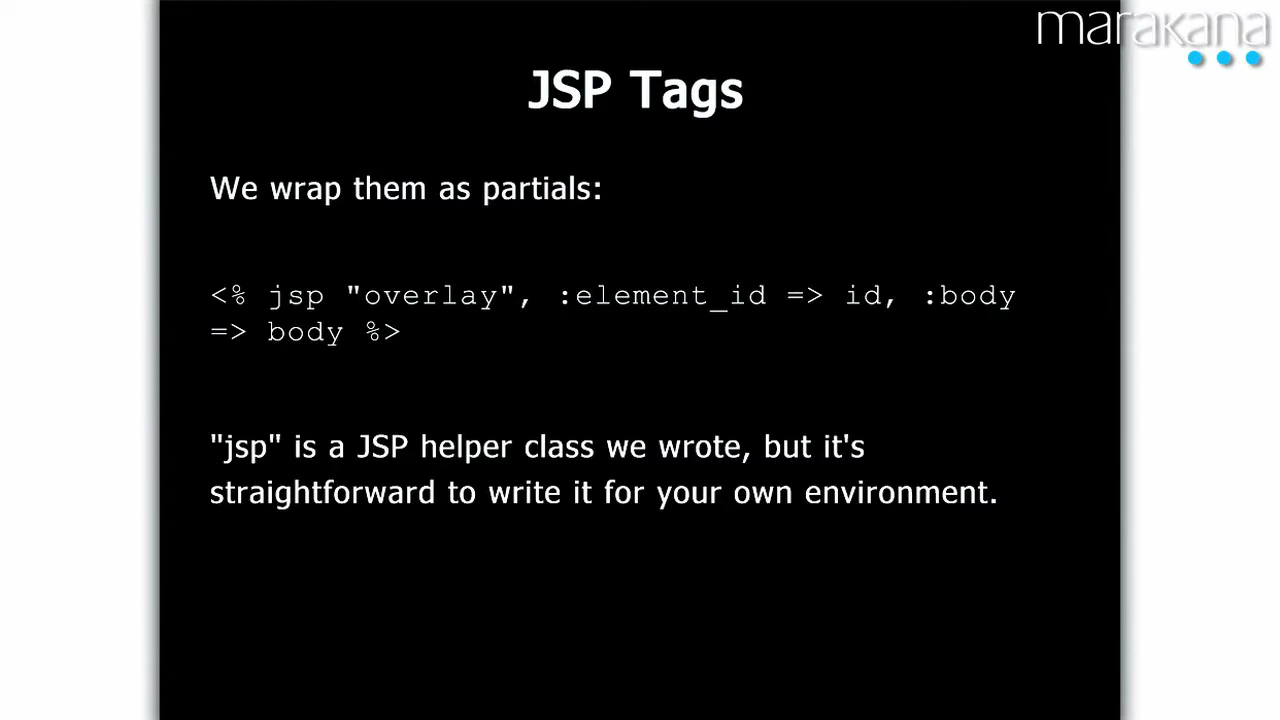 marakana
JSP Tags
We wrap them as partials:
<% jsp "overlay", :element_id => id, :body
=> body %>
"jsp" is a JSP helper class we wrote, but it's
straightforward to write it for your own environment.